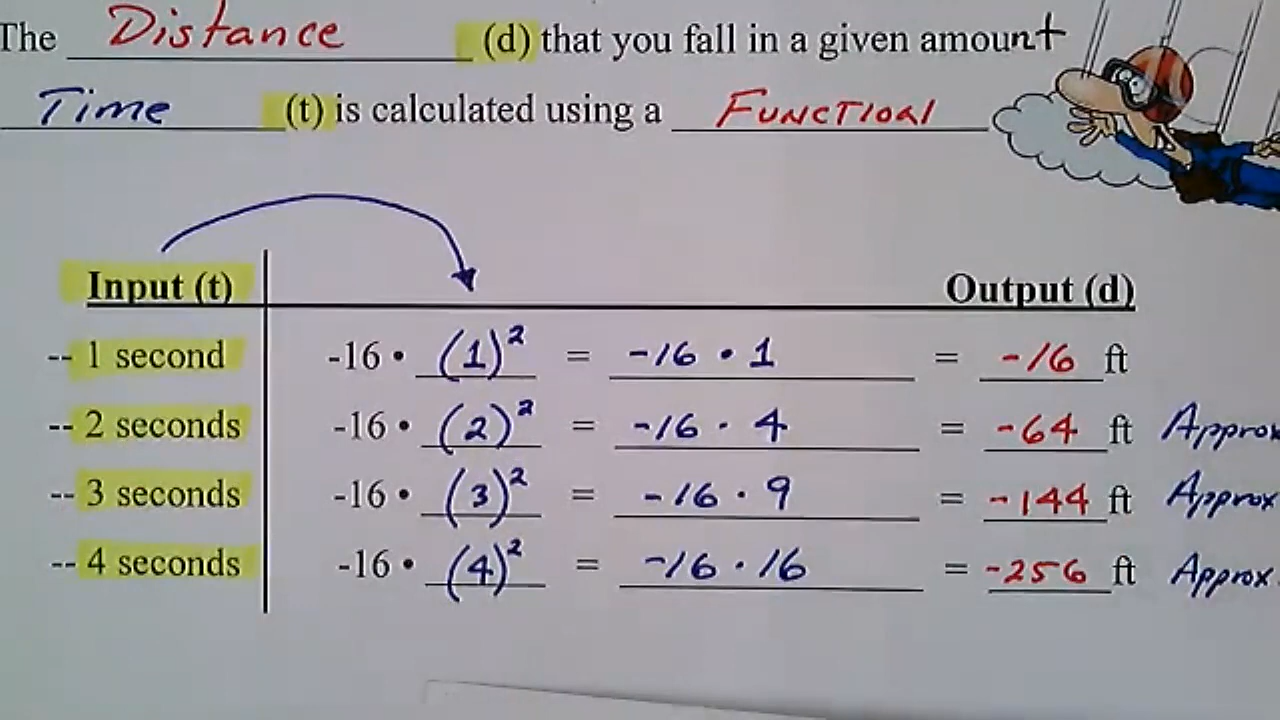 The Distance (d) that you fall in a given amount
Time (t) is calculated using a Function
Input (t) Output (d)
-- 1 second -16 • (1)² = -16 • 1 = -16 ft
-- 2 seconds -16 • (2)² = -16 • 4 = -64 ft Approx
-- 3 seconds -16 • (3)² = -16 • 9 = -144 ft Approx
-- 4 seconds -16 • (4)² = -16 • 16 = -256 ft Approx.